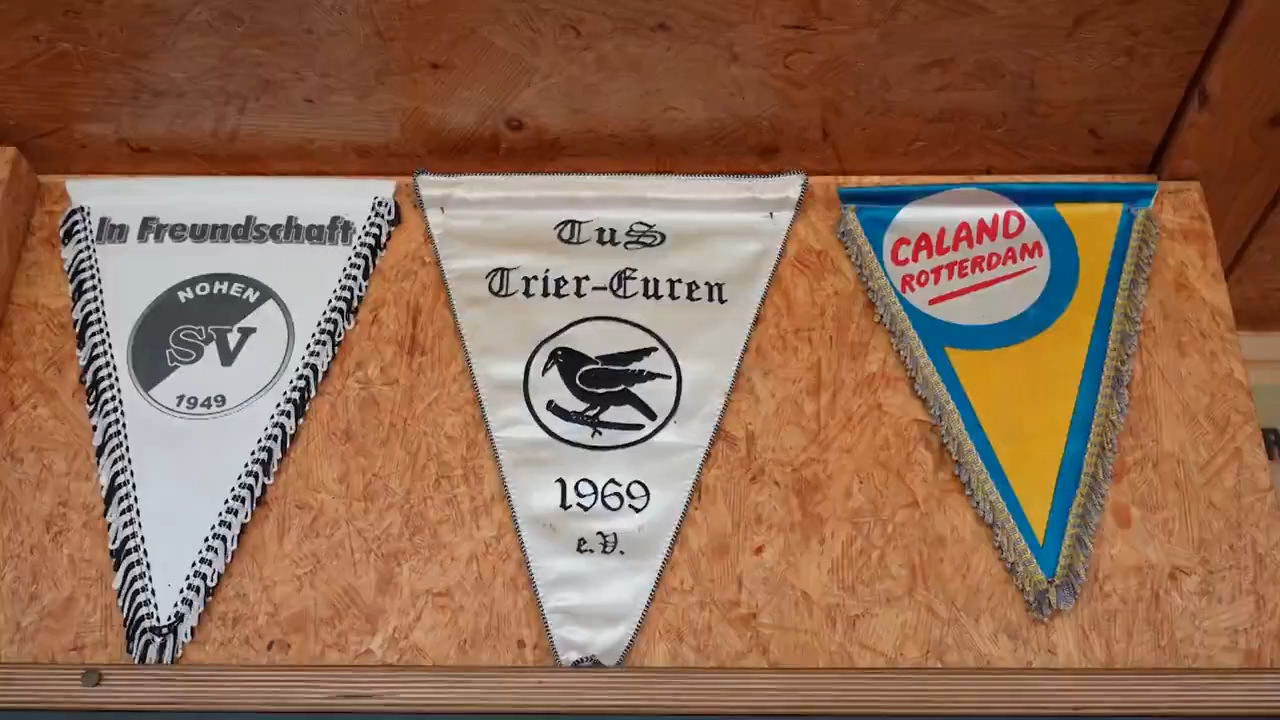 In Freundschaft
NOHEN
SV
1949
TuS
Trier-Euren
1969
e.V.
CALAND
ROTTERDAM